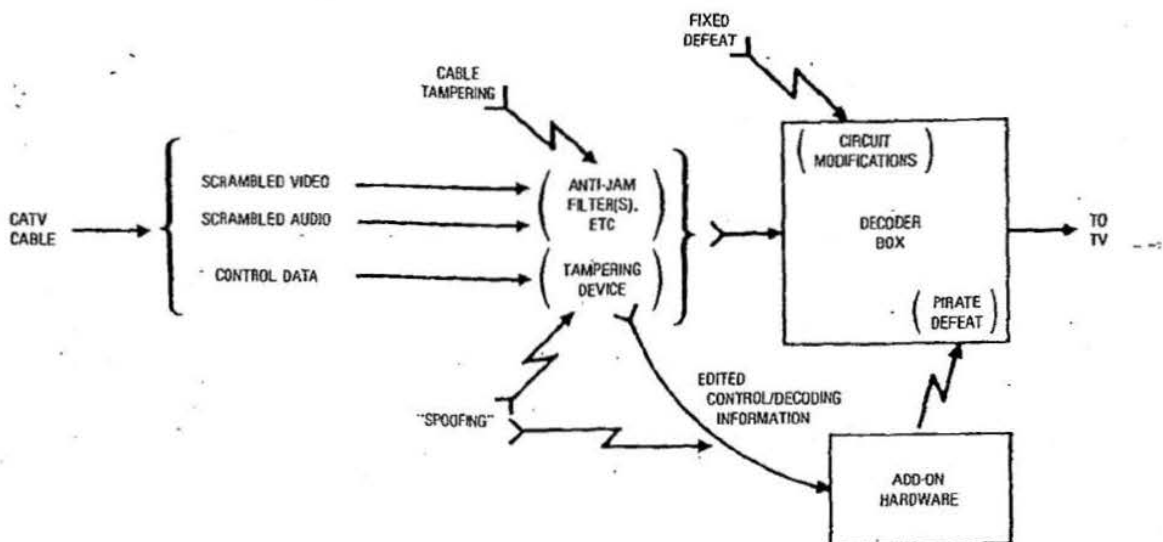 FIXED
DEFEAT
CABLE
TAMPERING
( CIRCUIT
MODIFICATIONS )
SCRAMBLED VIDEO
SCRAMBLED AUDIO
CONTROL DATA
CATV
CABLE
( ANTI-JAM
FILTER(S).
ETC )
( TAMPERING
DEVICE )
DECODER
BOX
TO
TV
( PIRATE
DEFEAT )
"SPOOFING"
EDITED
CONTROL/DECODING
INFORMATION
ADD-ON
HARDWARE